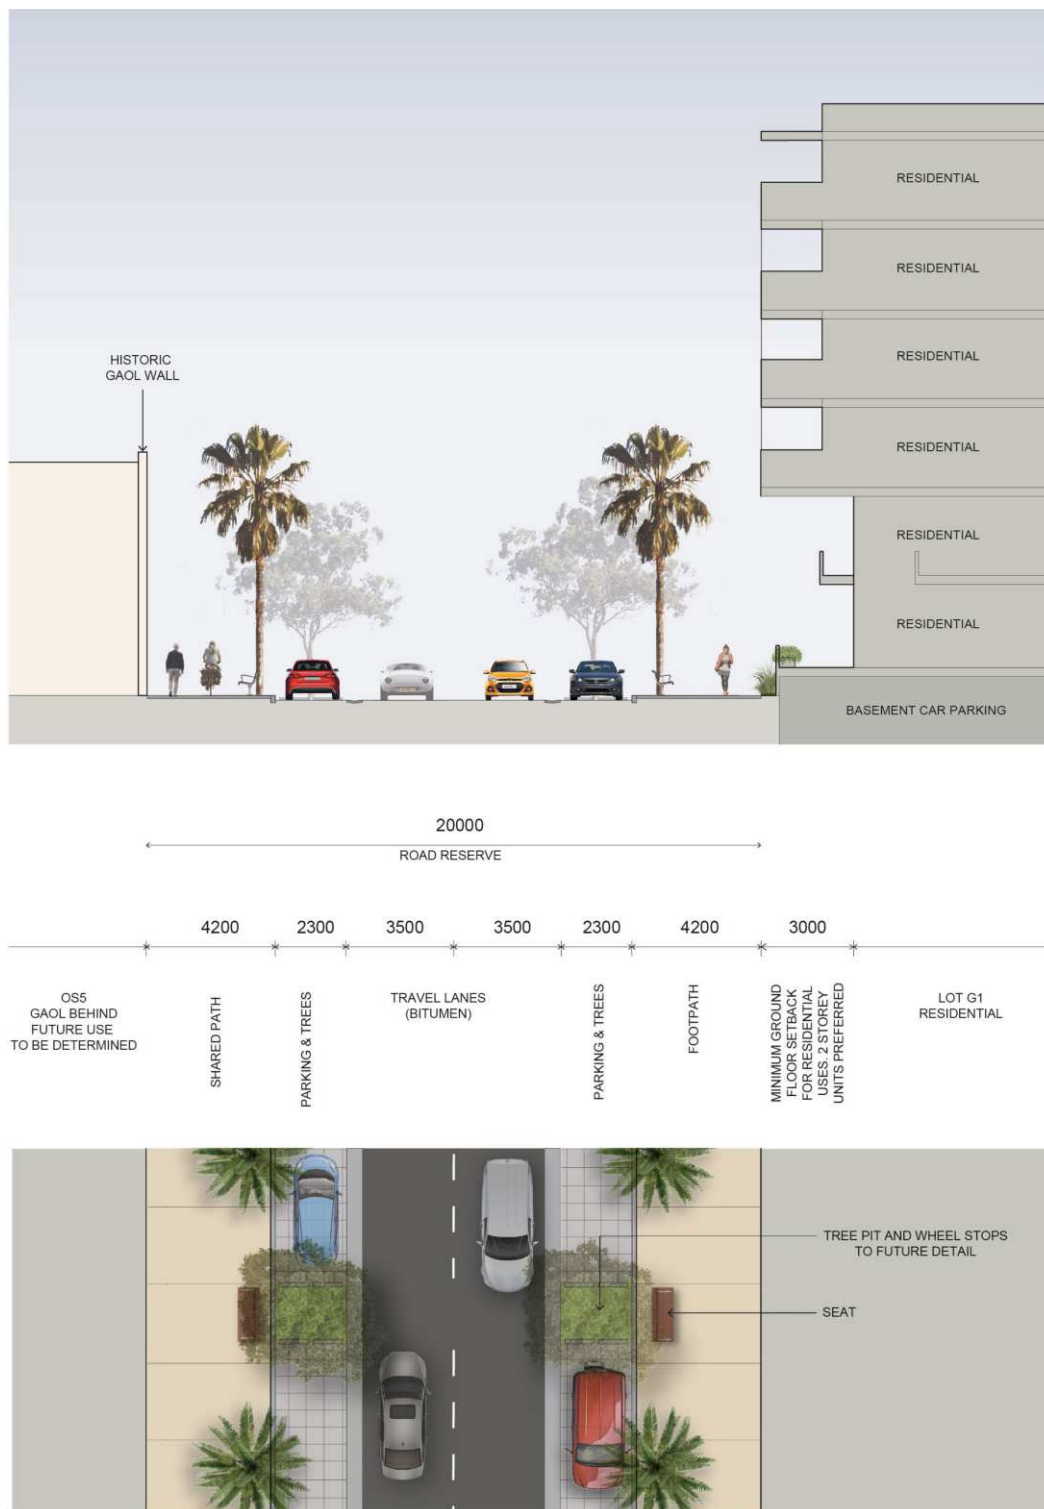 RESIDENTIAL
RESIDENTIAL
RESIDENTIAL
HISTORIC
GAOL WALL
RESIDENTIAL
RESIDENTIAL
RESIDENTIAL
BASEMENT CAR PARKING
20000
ROAD RESERVE
4200
2300
3500
3500
2300
4200
3000
OS5
GAOL BEHIND
FUTURE USE
TO BE DETERMINED
SHARED PATH
PARKING & TREES
TRAVEL LANES
(BITUMEN)
PARKING & TREES
FOOTPATH
MINIMUM GROUND
FLOOR SETBACK
FOR RESIDENTIAL
USES. 2 STOREY
UNITS PREFERRED
LOT G1
RESIDENTIAL
TREE PIT AND WHEEL STOPS
TO FUTURE DETAIL
SEAT